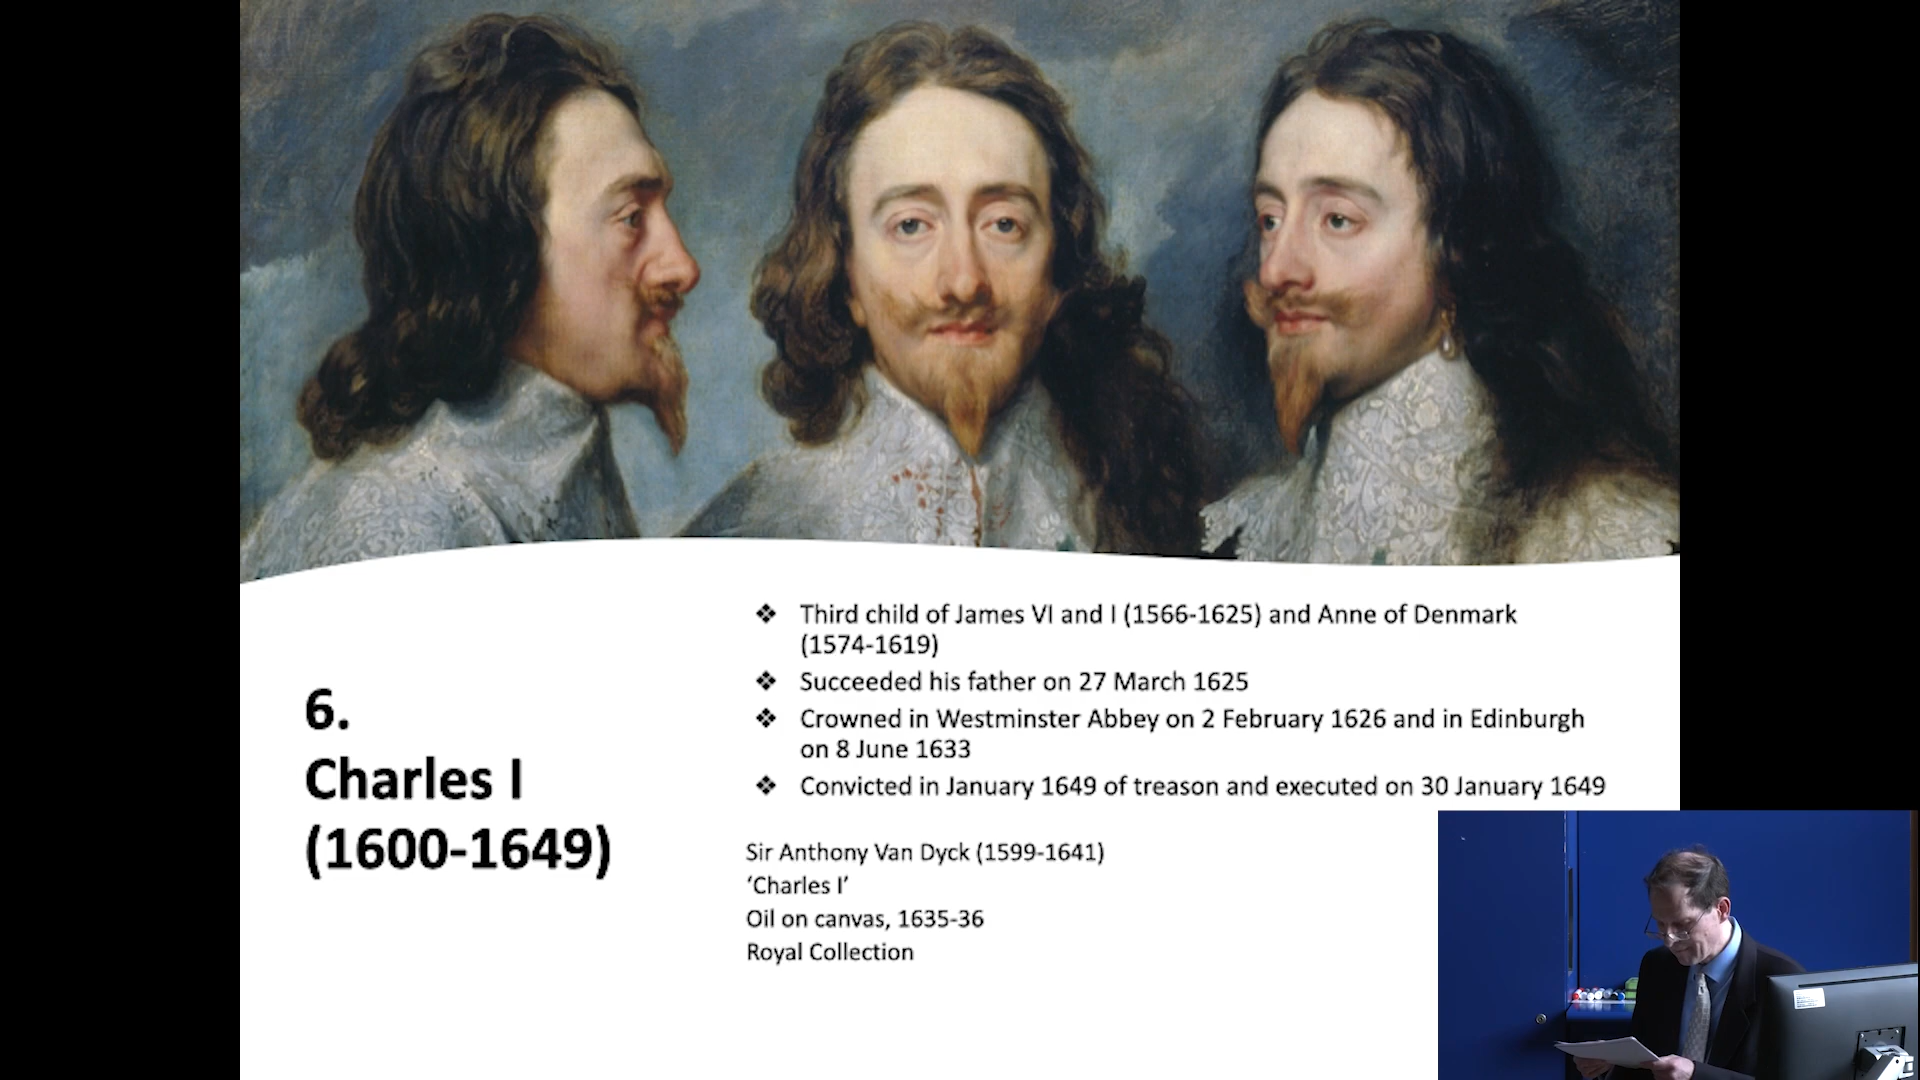 6.
Charles I
(1600-1649)
❖ Third child of James VI and I (1566-1625) and Anne of Denmark
(1574-1619)
❖ Succeeded his father on 27 March 1625
❖ Crowned in Westminster Abbey on 2 February 1626 and in Edinburgh
on 8 June 1633
❖ Convicted in January 1649 of treason and executed on 30 January 1649
Sir Anthony Van Dyck (1599-1641)
‘Charles I’
Oil on canvas, 1635-36
Royal Collection